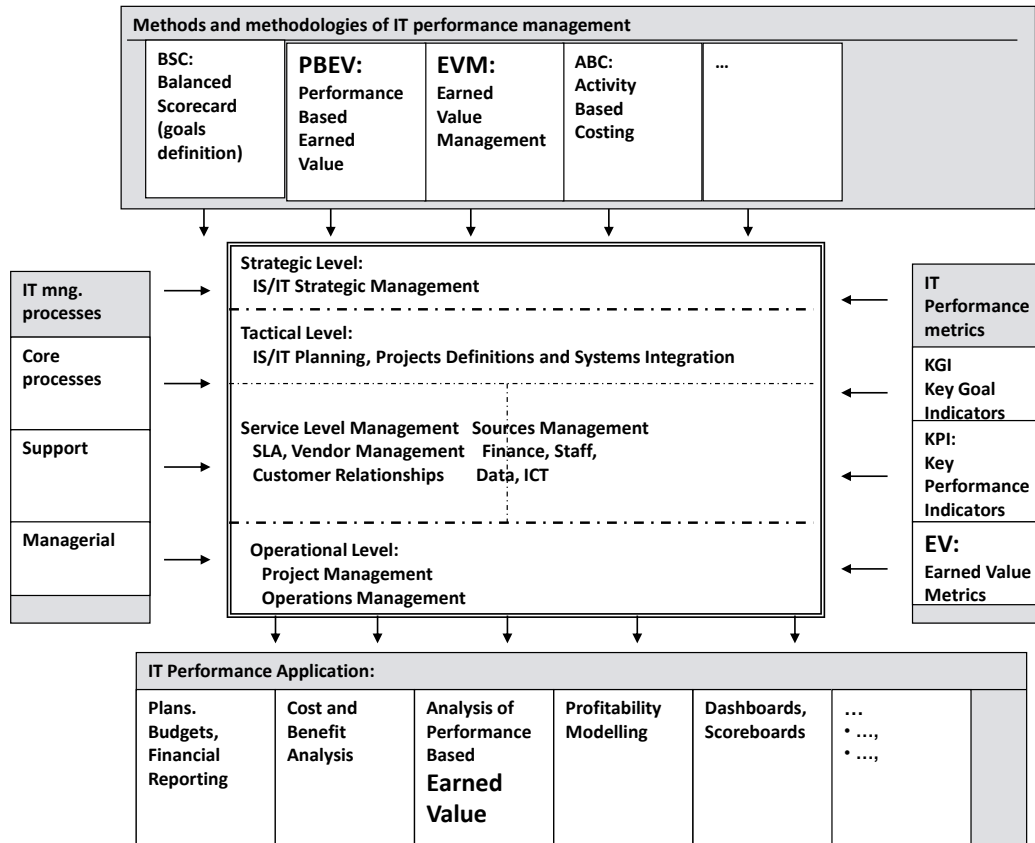 Methods and methodologies of IT performance management
BSC:
Balanced
Scorecard
(goals
definition)
PBEV:
Performance
Based
Earned
Value
EVM:
Earned
Value
Management
ABC:
Activity
Based
Costing
...
IT mng.
processes
Core
processes
Support
Managerial
Strategic Level:
IS/IT Strategic Management
Tactical Level:
IS/IT Planning, Projects Definitions and Systems Integration
Service Level Management Sources Management
SLA, Vendor Management Finance, Staff,
Customer Relationships Data, ICT
Operational Level:
Project Management
Operations Management
IT
Performance
metrics
KGI
Key Goal
Indicators
KPI:
Key
Performance
Indicators
EV:
Earned Value
Metrics
IT Performance Application:
Plans.
Budgets,
Financial
Reporting
Cost and
Benefit
Analysis
Analysis of
Performance
Based
Earned
Value
Profitability
Modelling
Dashboards,
Scoreboards
...
• ...,
• ...,